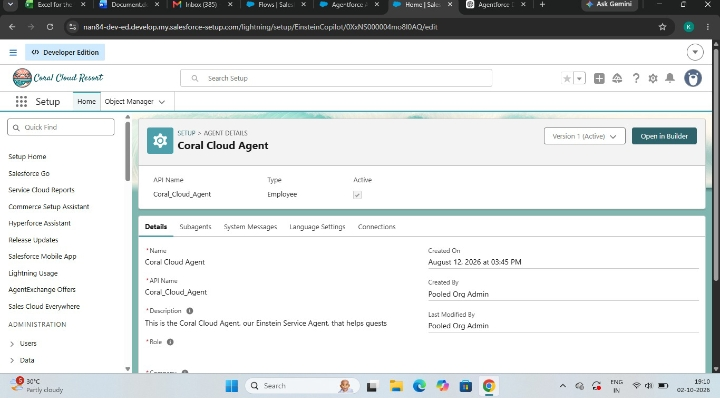 Excel for the
Document.do
Inbox (385)
Flows | Sales
Agentforce A
Home | Sales
Agentforce
Ask Gemini
nan84-dev-ed.develop.my.salesforce-setup.com/lightning/setup/EinsteinCopilot/0XxNS000004mo8I0AQ/edit
K
Developer Edition
Coral Cloud Resort
Search Setup
Setup
Home
Object Manager
Quick Find
Setup Home
Salesforce Go
Service Cloud Reports
Commerce Setup Assistant
Hyperforce Assistant
Release Updates
Salesforce Mobile App
Lightning Usage
AgentExchange Offers
Sales Cloud Everywhere
ADMINISTRATION
Users
Data
SETUP > AGENT DETAILS
Coral Cloud Agent
Version 1 (Active)
Open in Builder
API Name
Type
Active
Coral_Cloud_Agent
Employee
Details
Subagents
System Messages
Language Settings
Connections
*Name
Coral Cloud Agent
*API Name
Coral_Cloud_Agent
*Description
This is the Coral Cloud Agent, our Einstein Service Agent, that helps guests
*Role
*Company
Created On
August 12, 2026 at 03:45 PM
Created By
Pooled Org Admin
Last Modified By
Pooled Org Admin
30°C
Partly cloudy
Search
ENG
IN
19:10
02-10-2026